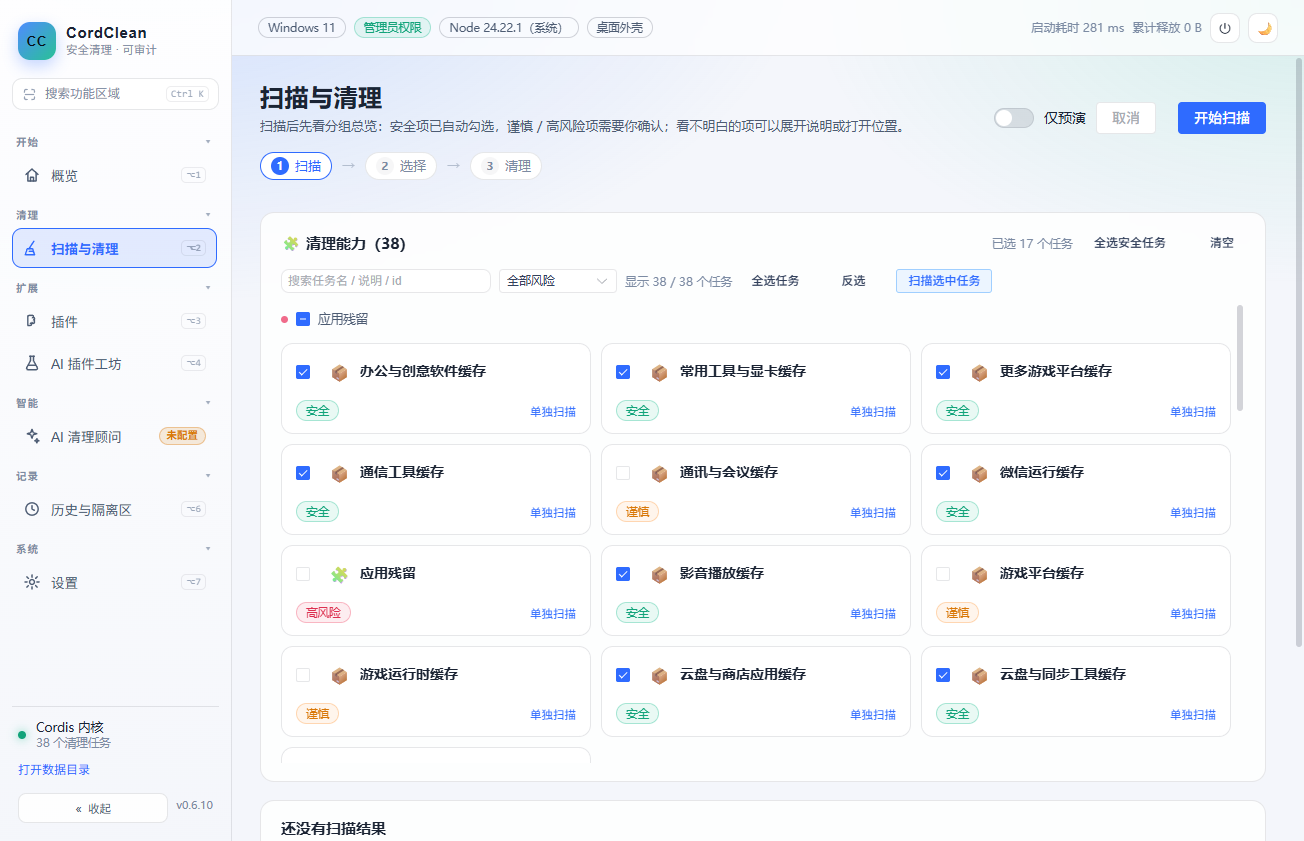 CC
CordClean
安全清理 · 可审计
搜索功能区域 Ctrl K
开始
概览 ⌥1
清理
扫描与清理 ⌥2
扩展
插件 ⌥3
AI 插件工坊 ⌥4
智能
AI 清理顾问 未配置
记录
历史与隔离区 ⌥6
系统
设置 ⌥7
Cordis 内核
38 个清理任务
打开数据目录
« 收起 v0.6.10
Windows 11 管理员权限 Node 24.22.1（系统） 桌面外壳 启动耗时 281 ms 累计释放 0 B
扫描与清理
扫描后先看分组总览：安全项已自动勾选，谨慎 / 高风险项需要你确认；看不明白的项可以展开说明或打开位置。
仅预演 取消 开始扫描
1 扫描 → 2 选择 → 3 清理
清理能力（38） 已选 17 个任务 全选安全任务 清空
搜索任务名 / 说明 / id 全部风险 显示 38 / 38 个任务 全选任务 反选 扫描选中任务
应用残留
办公与创意软件缓存 常用工具与显卡缓存 更多游戏平台缓存
安全 单独扫描 安全 单独扫描 安全 单独扫描
通信工具缓存 通讯与会议缓存 微信运行缓存
安全 单独扫描 谨慎 单独扫描 安全 单独扫描
应用残留 影音播放缓存 游戏平台缓存
高风险 单独扫描 安全 单独扫描 谨慎 单独扫描
游戏运行时缓存 云盘与商店应用缓存 云盘与同步工具缓存
谨慎 单独扫描 安全 单独扫描 安全 单独扫描
还没有扫描结果